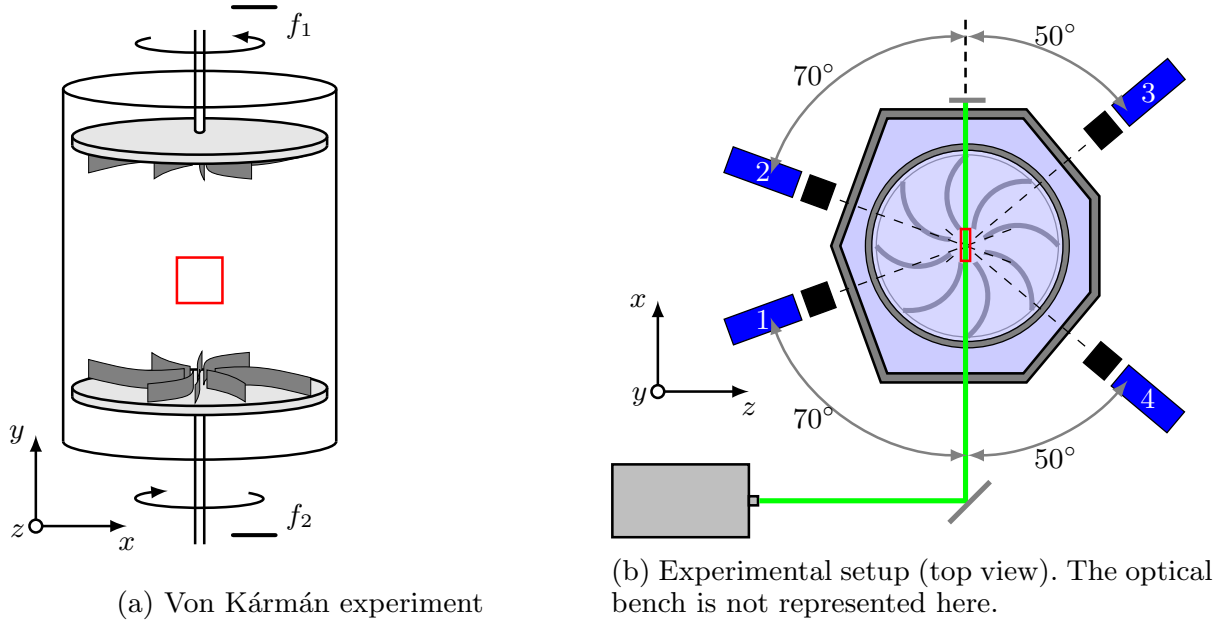 f1
y
z
x
f2
(a) Von Kármán experiment
70°
50°
2
3
1
4
x
y
z
70°
50°
(b) Experimental setup (top view). The optical
bench is not represented here.